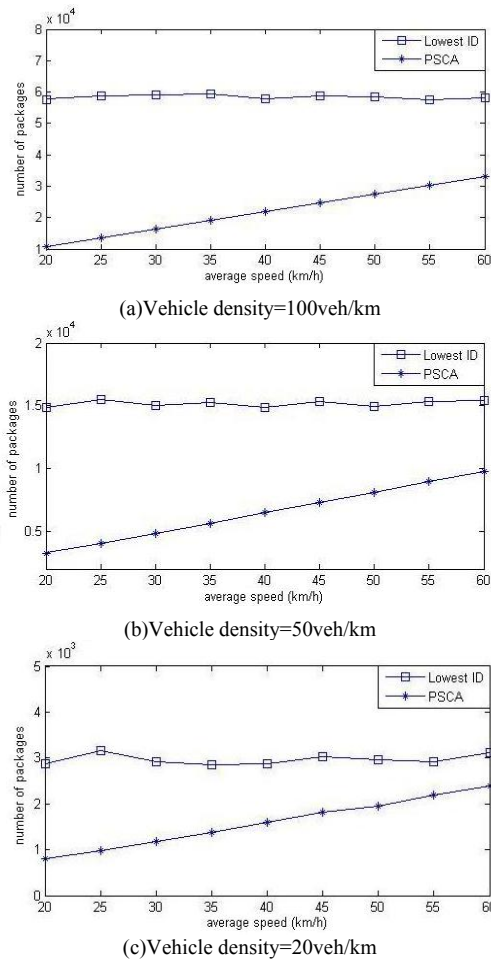 x 10^4
8
7
6
5
4
3
2
1
number of packages
Lowest ID
PSCA
20 25 30 35 40 45 50 55 60
average speed (km/h)
(a)Vehicle density=100veh/km
x 10^4
2
1.5
1
0.5
number of packages
Lowest ID
PSCA
20 25 30 35 40 45 50 55 60
average speed (km/h)
(b)Vehicle density=50veh/km
x 10^3
5
4
3
2
1
0
number of packages
Lowest ID
PSCA
20 25 30 35 40 45 50 55 60
average speed (km/h)
(c)Vehicle density=20veh/km